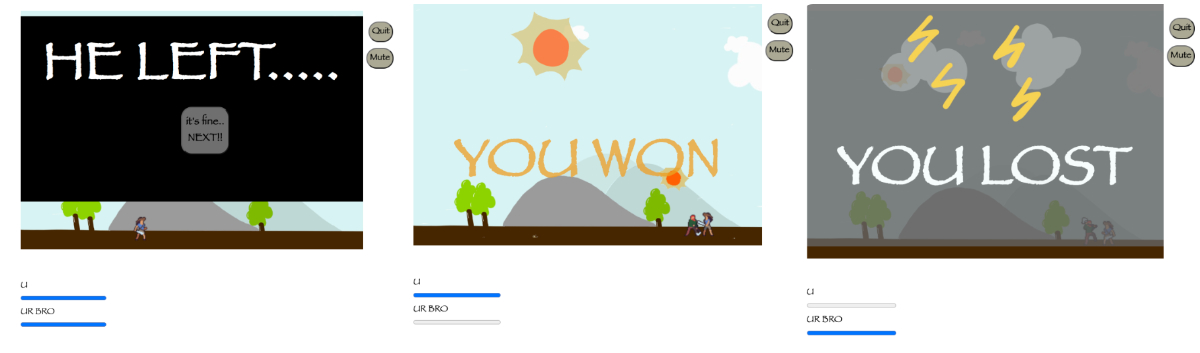 HE LEFT.....
it's fine..
NEXT!!
Quit
Mute
U
UR BRO
YOU WON
Quit
Mute
U
UR BRO
YOU LOST
Quit
Mute
U
UR BRO